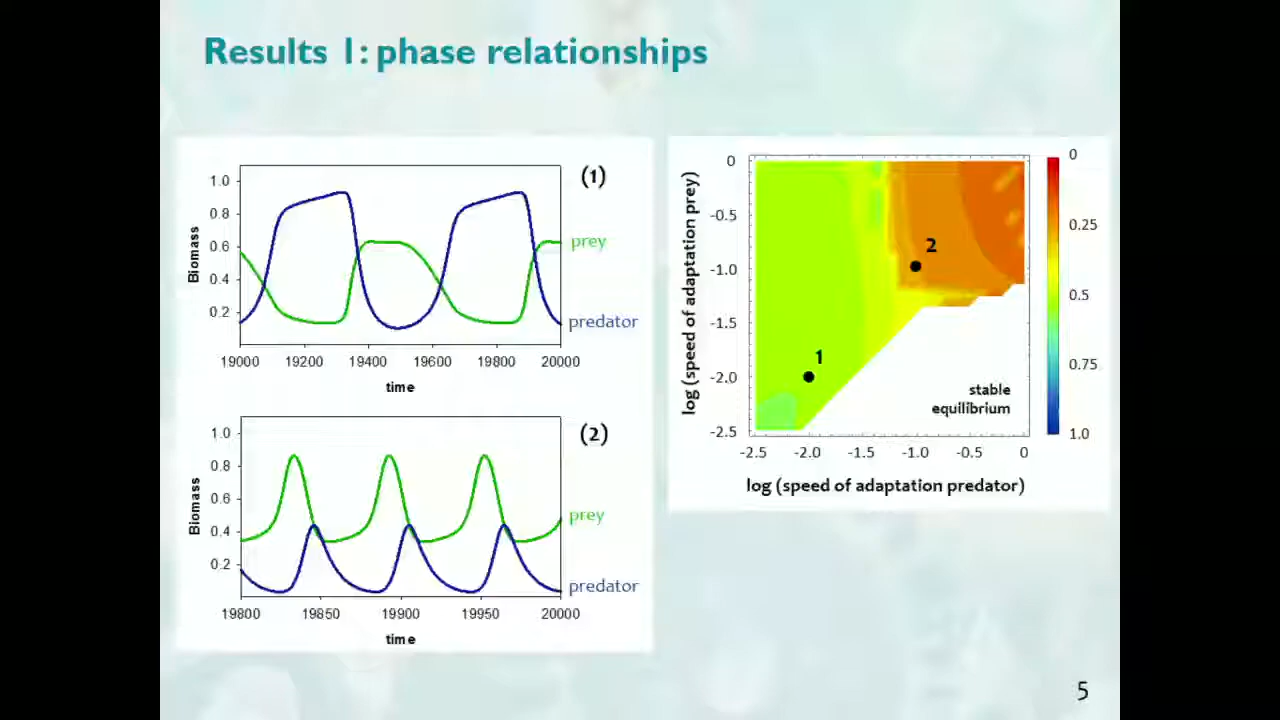 Results 1: phase relationships
(1)
1.0
0.8
0.6
0.4
0.2
Biomass
prey
predator
19000 19200 19400 19600 19800 20000
time
(2)
1.0
0.8
0.6
0.4
0.2
Biomass
prey
predator
19800 19850 19900 19950 20000
time
log (speed of adaptation prey)
0
-0.5
-1.0
-1.5
-2.0
-2.5
2
1
stable
equilibrium
-2.5 -2.0 -1.5 -1.0 -0.5 0
log (speed of adaptation predator)
0
0.25
0.5
0.75
1.0
5